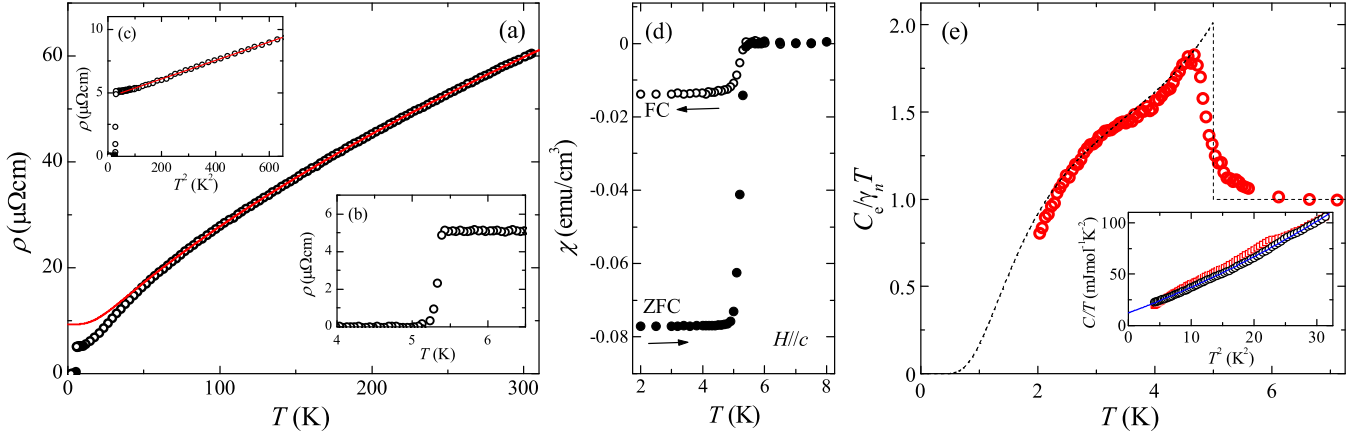 (a)
ρ (μΩcm)
60
40
20
0
0
100
200
300
T (K)
(c)
ρ (μΩcm)
10
5
0
0
200
400
600
T² (K²)
(b)
ρ (μΩcm)
6
4
2
0
4
5
6
T (K)
(d)
χ (emu/cm³)
0
-0.02
-0.04
-0.06
-0.08
FC
ZFC
H//c
2
4
6
8
T (K)
(e)
Cₑ/γₙT
2.0
1.5
1.0
0.5
0
0
2
4
6
T (K)
C/T (mJmol⁻¹K⁻²)
100
50
0
0
10
20
30
T² (K²)